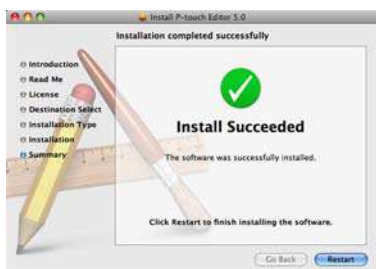 Install P-touch Editor 5.0
Installation completed successfully
Introduction
Read Me
License
Destination Select
Installation Type
Installation
Summary
Install Succeeded
The software was successfully installed.
Click Restart to finish installing the software.
Go Back
Restart